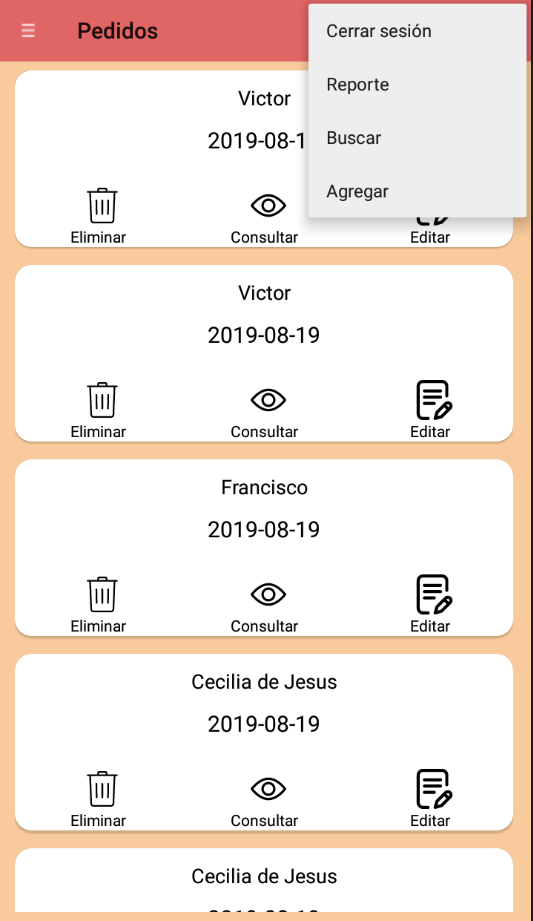 Pedidos
Cerrar sesión
Reporte
Buscar
Agregar
Victor
2019-08-1
Eliminar
Consultar
Editar
Victor
2019-08-19
Eliminar
Consultar
Editar
Francisco
2019-08-19
Eliminar
Consultar
Editar
Cecilia de Jesus
2019-08-19
Eliminar
Consultar
Editar
Cecilia de Jesus